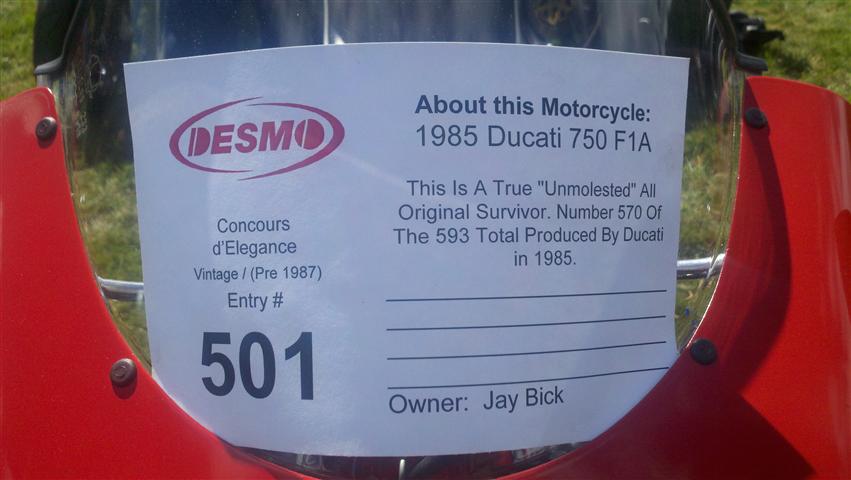 DESMO
Concours
d'Elegance
Vintage / (Pre 1987)
Entry #
501
About this Motorcycle:
1985 Ducati 750 F1A
This Is A True "Unmolested" All
Original Survivor. Number 570 Of
The 593 Total Produced By Ducati
in 1985.
Owner: Jay Bick